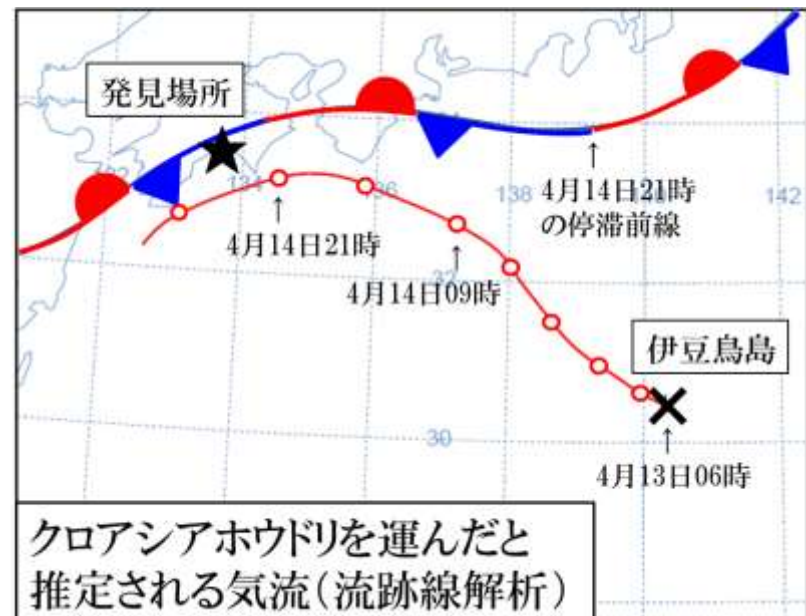 発見場所
134
136
138
142
4月14日21時
の停滞前線
4月14日21時
4月14日09時
32
伊豆鳥島
30
4月13日06時
クロアシアホウドリを運んだと
推定される気流(流跡線解析)